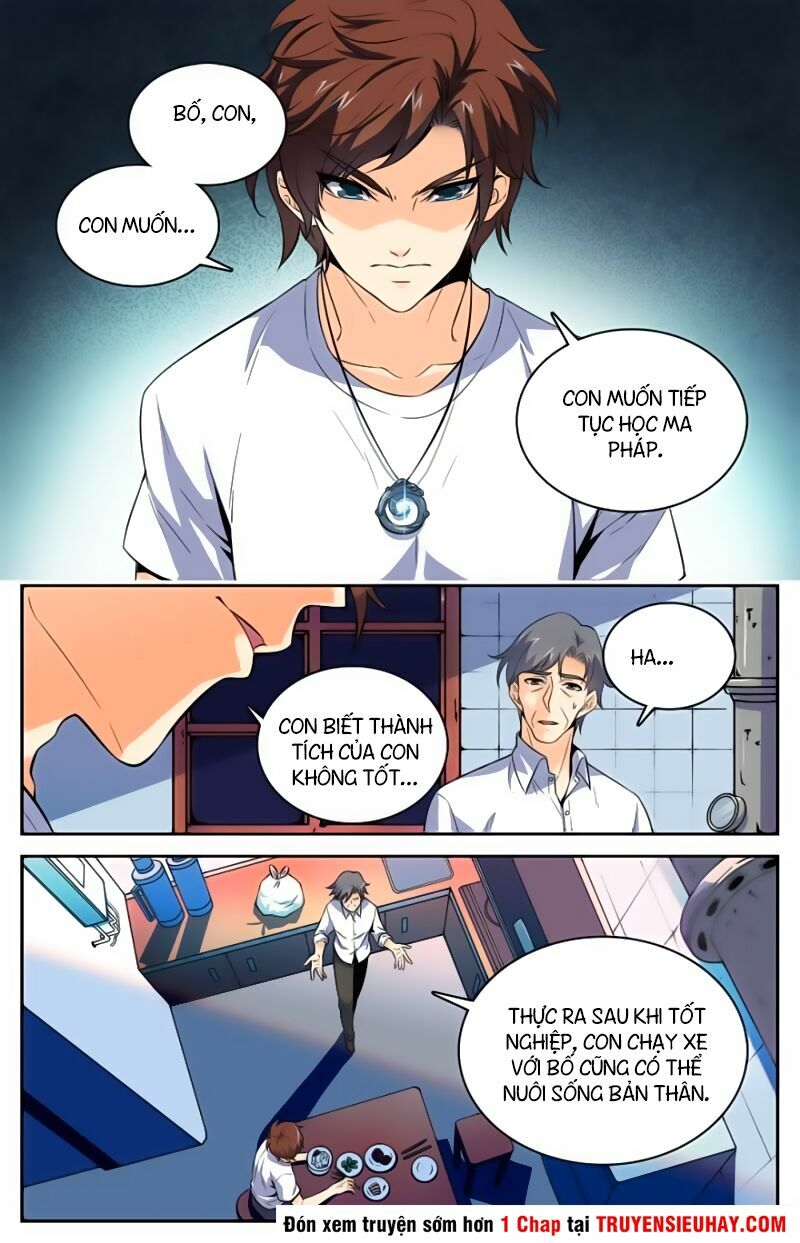 BỐ, CON,
CON MUỐN...
CON MUỐN TIẾP
TỤC HỌC MA
PHÁP.
HA...
CON BIẾT THÀNH
TÍCH CỦA CON
KHÔNG TỐT...
THỰC RA SAU KHI TỐT
NGHIỆP, CON CHẠY XE
VỚI BỐ CŨNG CÓ THỂ
NUÔI SỐNG BẢN THÂN.
Đón xem truyện sớm hơn 1 Chap tại TRUYENSIEUHAY.COM